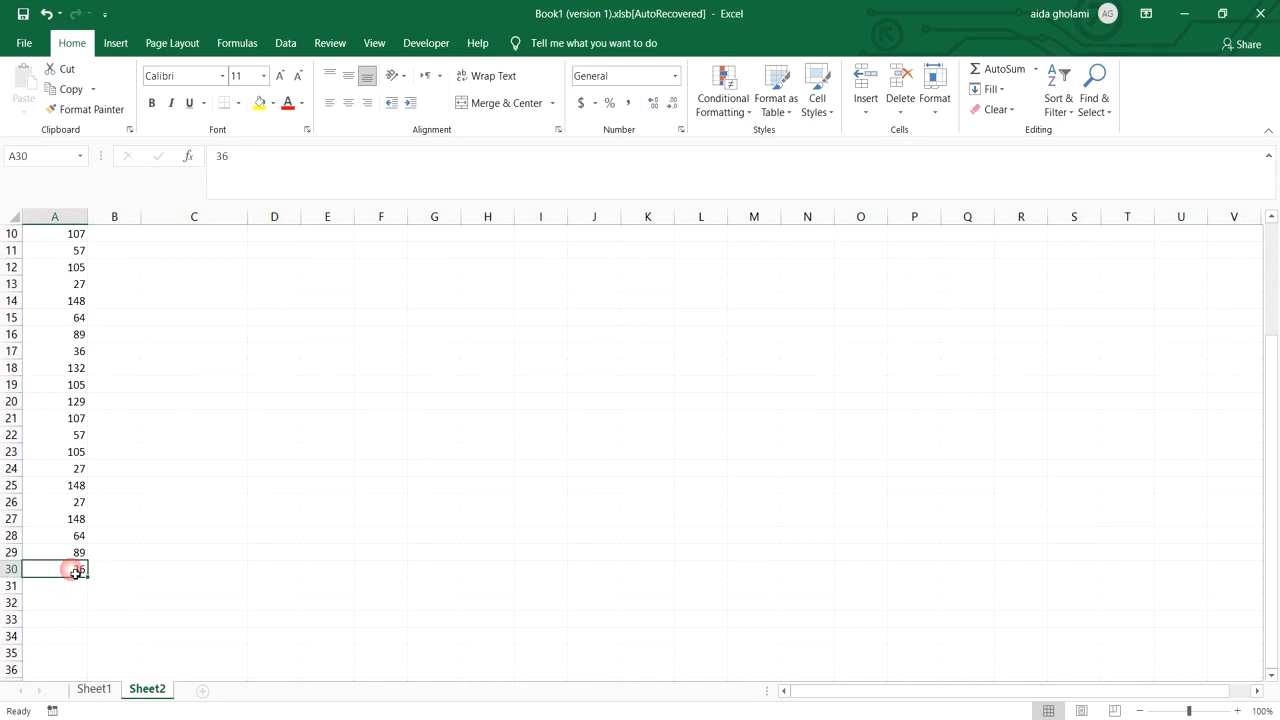 Book1 (version 1).xlsb[AutoRecovered] - Excel
aida gholami
AG
File
Home
Insert
Page Layout
Formulas
Data
Review
View
Developer
Help
Tell me what you want to do
Share
Paste
Cut
Copy
Format Painter
Clipboard
Calibri
11
B I U
Font
Wrap Text
Merge & Center
Alignment
General
$ % ,
Number
Conditional
Formatting
Format as
Table
Cell
Styles
Styles
Insert
Delete
Format
Cells
AutoSum
Fill
Clear
Sort &
Filter
Find &
Select
Editing
A30
fx
36
A B C D E F G H I J K L M N O P Q R S T U V
10 107
11 57
12 105
13 27
14 148
15 64
16 89
17 36
18 132
19 105
20 129
21 107
22 57
23 105
24 27
25 148
26 27
27 148
28 64
29 89
30 36
31
32
33
34
35
36
Sheet1
Sheet2
Ready
100%